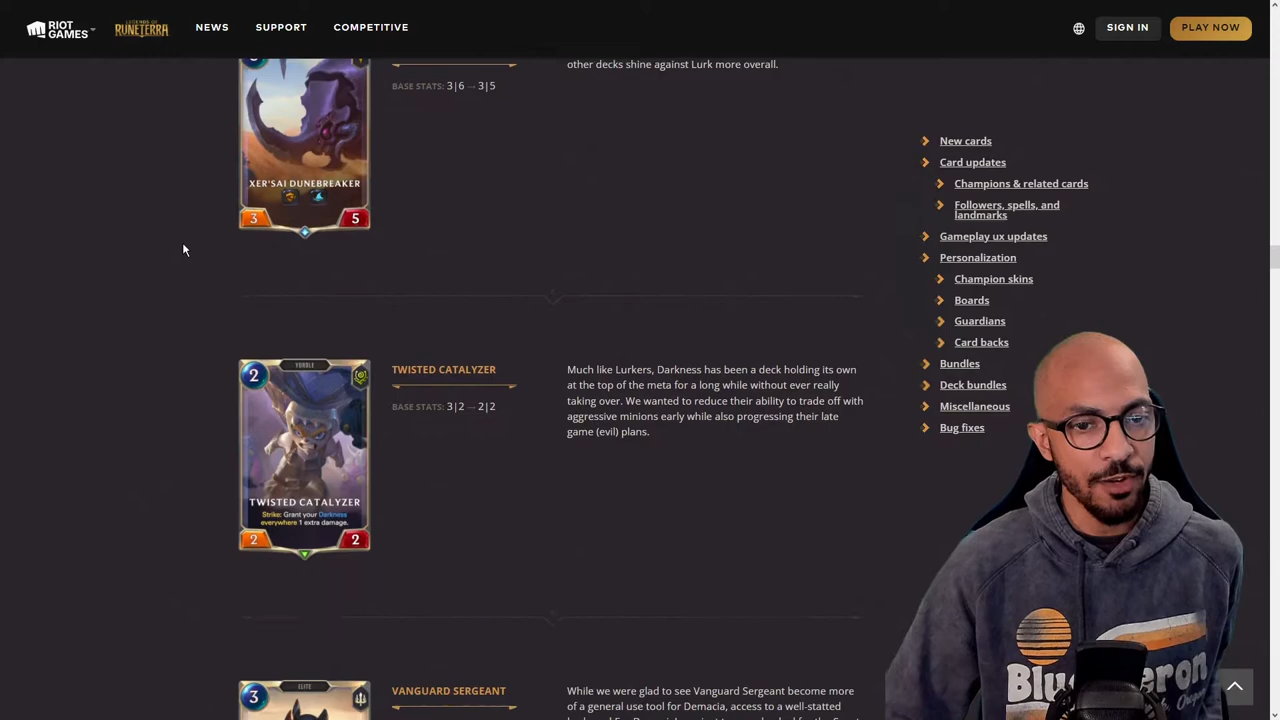 RIOT
GAMES
LEGENDS OF
RUNETERRA
NEWS
SUPPORT
COMPETITIVE
SIGN IN
PLAY NOW
other decks shine against Lurk more overall.
BASE STATS: 3|6 → 3|5
XER'SAI DUNEBREAKER
3
5
New cards
Card updates
Champions & related cards
Followers, spells, and
landmarks
Gameplay ux updates
Personalization
Champion skins
Boards
Guardians
Card backs
Bundles
Deck bundles
Miscellaneous
Bug fixes
2
YORDLE
TWISTED CATALYZER
Strike: Grant your Darkness
everywhere 1 extra damage.
2
2
TWISTED CATALYZER
BASE STATS: 3|2 → 2|2
Much like Lurkers, Darkness has been a deck holding its own
at the top of the meta for a long while without ever really
taking over. We wanted to reduce their ability to trade off with
aggressive minions early while also progressing their late
game (evil) plans.
3
ELITE
VANGUARD SERGEANT
While we were glad to see Vanguard Sergeant become more
of a general use tool for Demacia, access to a well-statted